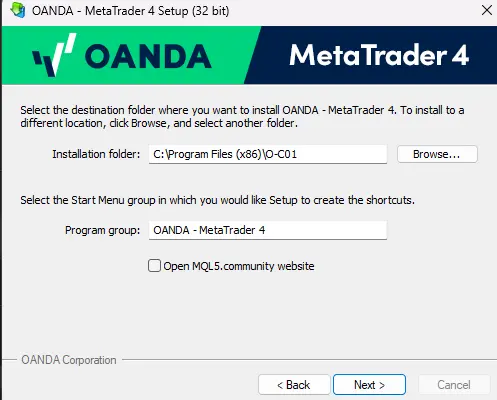 OANDA - MetaTrader 4 Setup (32 bit)
OANDA
MetaTrader 4
Select the destination folder where you want to install OANDA - MetaTrader 4. To install to a
different location, click Browse, and select another folder.
Installation folder:
C:\Program Files (x86)\O-C01
Browse...
Select the Start Menu group in which you would like Setup to create the shortcuts.
Program group:
OANDA - MetaTrader 4
Open MQL5.community website
OANDA Corporation
< Back
Next >
Cancel